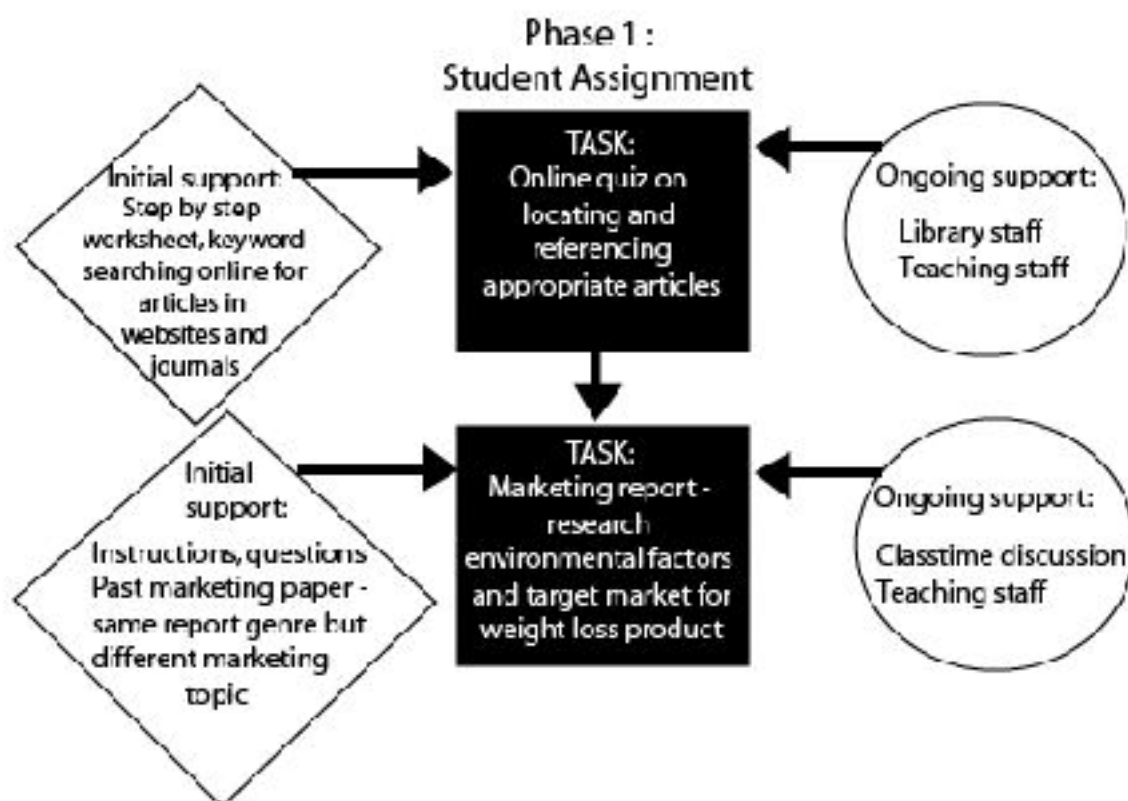 Phase 1 :
Student Assignment
Initial support:
Step by step
worksheet, keyword
searching online for
articles in
websites and
journals
TASK:
Online quiz on
locating and
referencing
appropriate articles
Ongoing support:
Library staff
Teaching staff
Initial
support:
Instructions, questions
Past marketing paper -
same report genre but
different marketing
topic
TASK:
Marketing report -
research
environmental factors
and target market for
weight loss product
Ongoing support:
Classtime discussion
Teaching staff